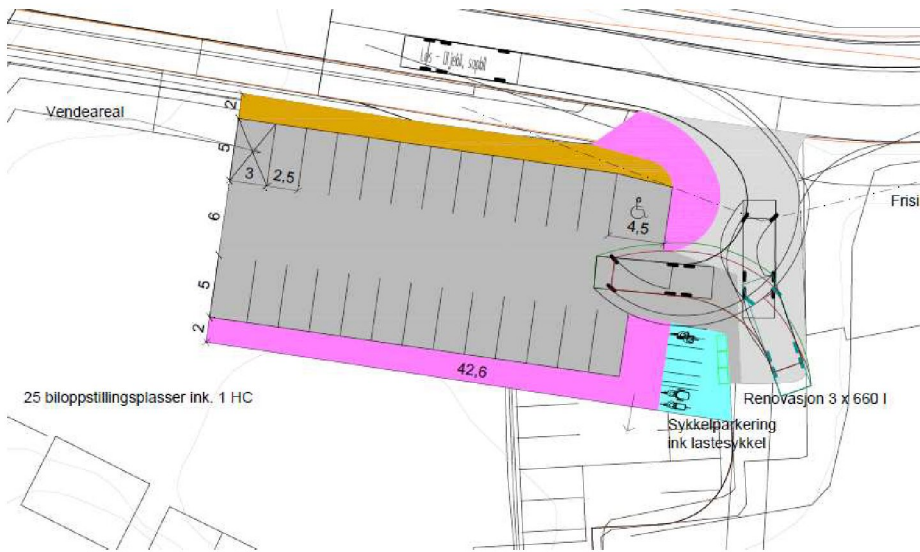 Vendeareal
2
5
3
2,5
6
4,5
5
2
42,6
Frisi
25 biloppstillingsplasser ink. 1 HC
Renovasjon 3 x 660 l
Sykkelparkering
ink lastesykkel